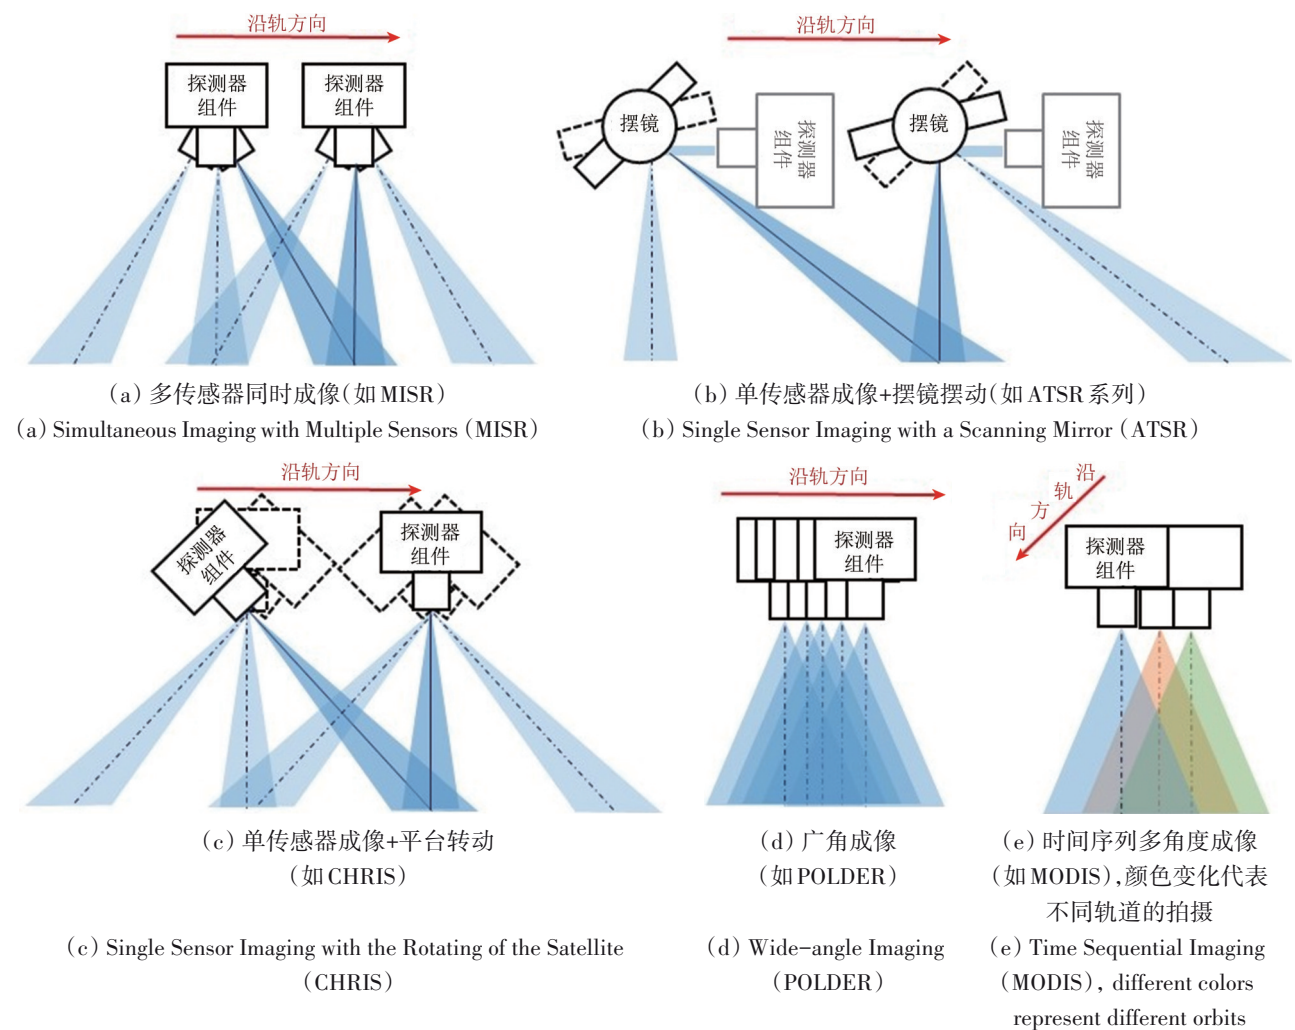 沿轨方向
沿轨方向
探测器
组件
探测器
组件
摆镜
探测器
组件
摆镜
探测器
组件
(a) 多传感器同时成像(如MISR)
(a) Simultaneous Imaging with Multiple Sensors (MISR)
(b) 单传感器成像+摆镜摆动(如ATSR系列)
(b) Single Sensor Imaging with a Scanning Mirror (ATSR)
沿轨方向
沿轨方向
沿轨方向
探测器
组件
探测器
组件
探测器
组件
探测器
组件
(c) 单传感器成像+平台转动
(如CHRIS)
(c) Single Sensor Imaging with the Rotating of the Satellite
(CHRIS)
(d) 广角成像
(如POLDER)
(d) Wide-angle Imaging
(POLDER)
(e) 时间序列多角度成像
(如MODIS),颜色变化代表
不同轨道的拍摄
(e) Time Sequential Imaging
(MODIS), different colors
represent different orbits